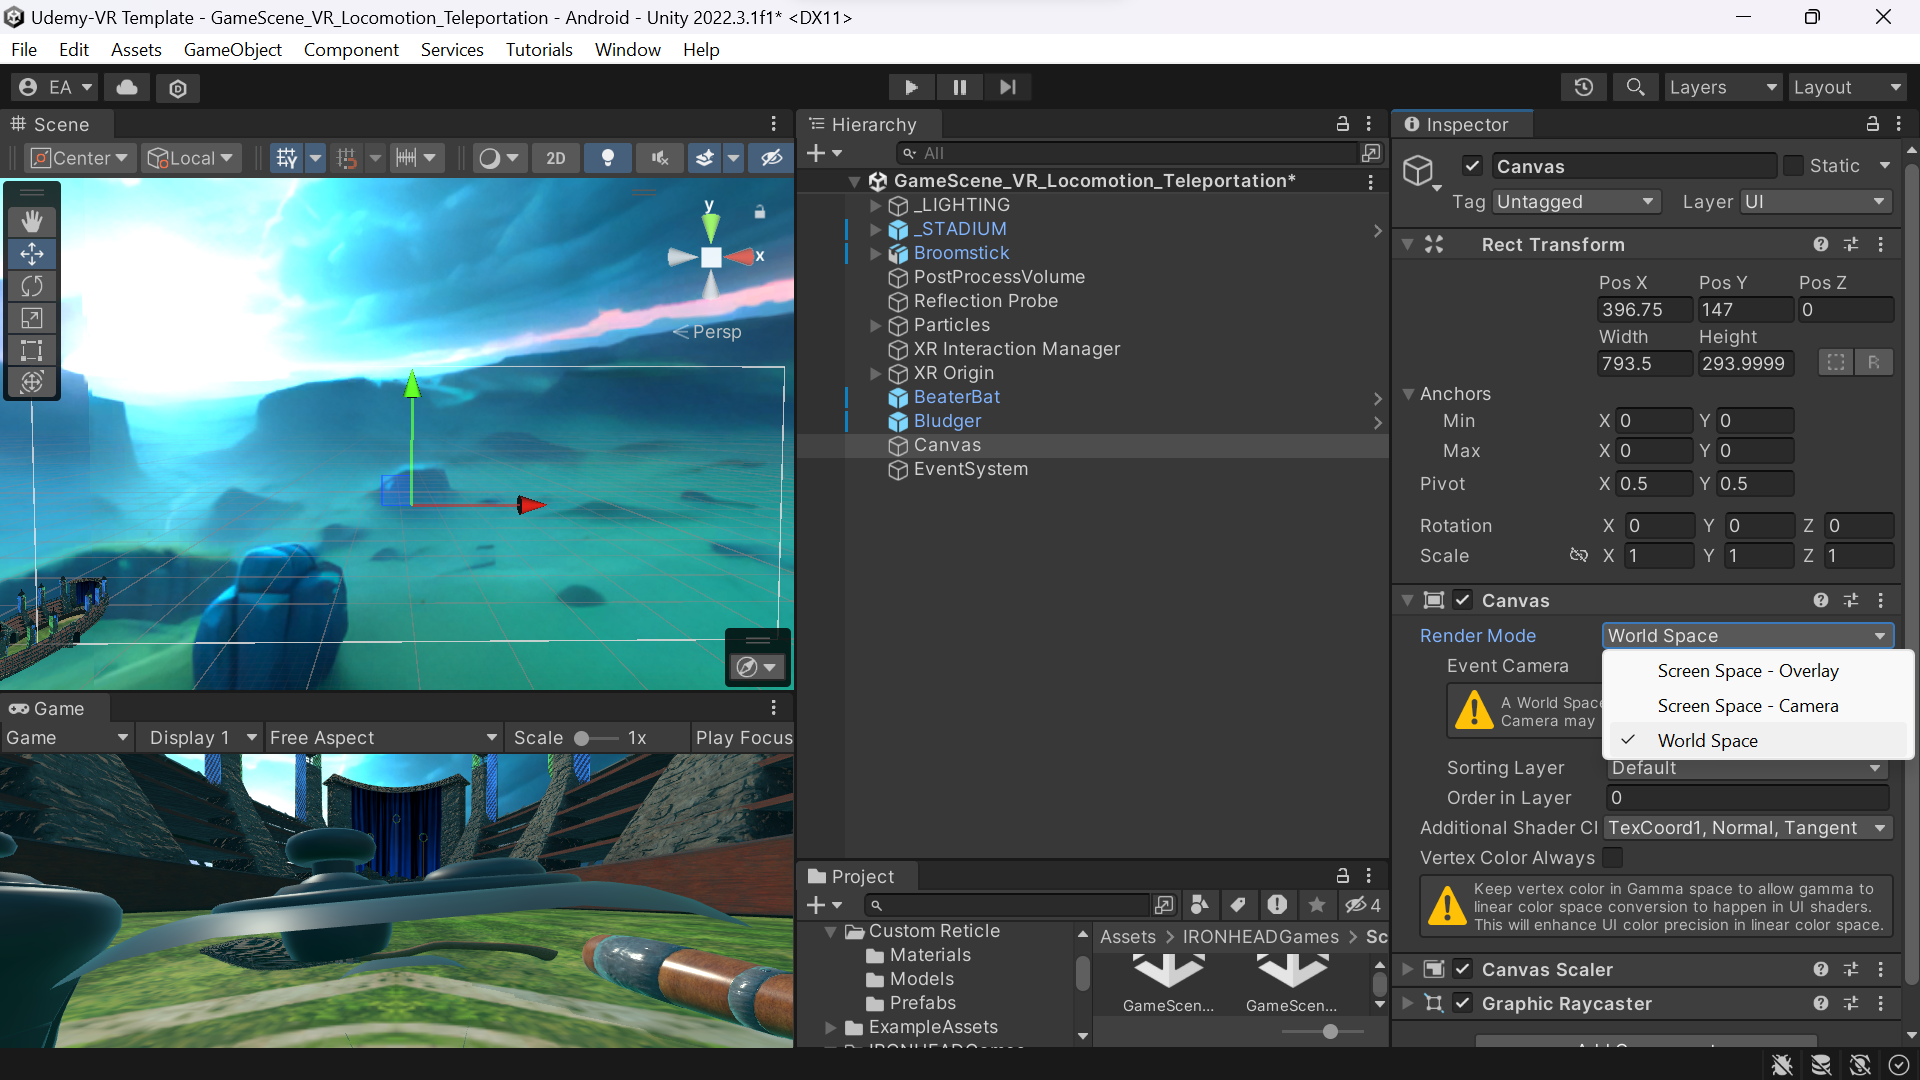 Udemy-VR Template - GameScene_VR_Locomotion_Teleportation - Android - Unity 2022.3.1f1* <DX11>
File Edit Assets GameObject Component Services Tutorials Window Help
EA
Layers Layout
Scene
Center Local 2D
y
x
Persp
Game
Game Display 1 Free Aspect Scale 1x Play Focus
Hierarchy
All
GameScene_VR_Locomotion_Teleportation*
_LIGHTING
_STADIUM
Broomstick
PostProcessVolume
Reflection Probe
Particles
XR Interaction Manager
XR Origin
BeaterBat
Bludger
Canvas
EventSystem
Project
4
Custom Reticle
Materials
Models
Prefabs
ExampleAssets
Assets > IRONHEADGames > Sc
GameScen... GameScen...
Inspector
Canvas Static
Tag Untagged Layer UI
Rect Transform
Pos X Pos Y Pos Z
396.75 147 0
Width Height
793.5 293.9999 R
Anchors
Min X 0 Y 0
Max X 0 Y 0
Pivot X 0.5 Y 0.5
Rotation X 0 Y 0 Z 0
Scale X 1 Y 1 Z 1
Canvas
Render Mode World Space
Event Camera
Screen Space - Overlay
Screen Space - Camera
World Space
A World Space
Camera may
Sorting Layer Default
Order in Layer 0
Additional Shader Cl TexCoord1, Normal, Tangent
Vertex Color Always
Keep vertex color in Gamma space to allow gamma to
linear color space conversion to happen in UI shaders.
This will enhance UI color precision in linear color space.
Canvas Scaler
Graphic Raycaster